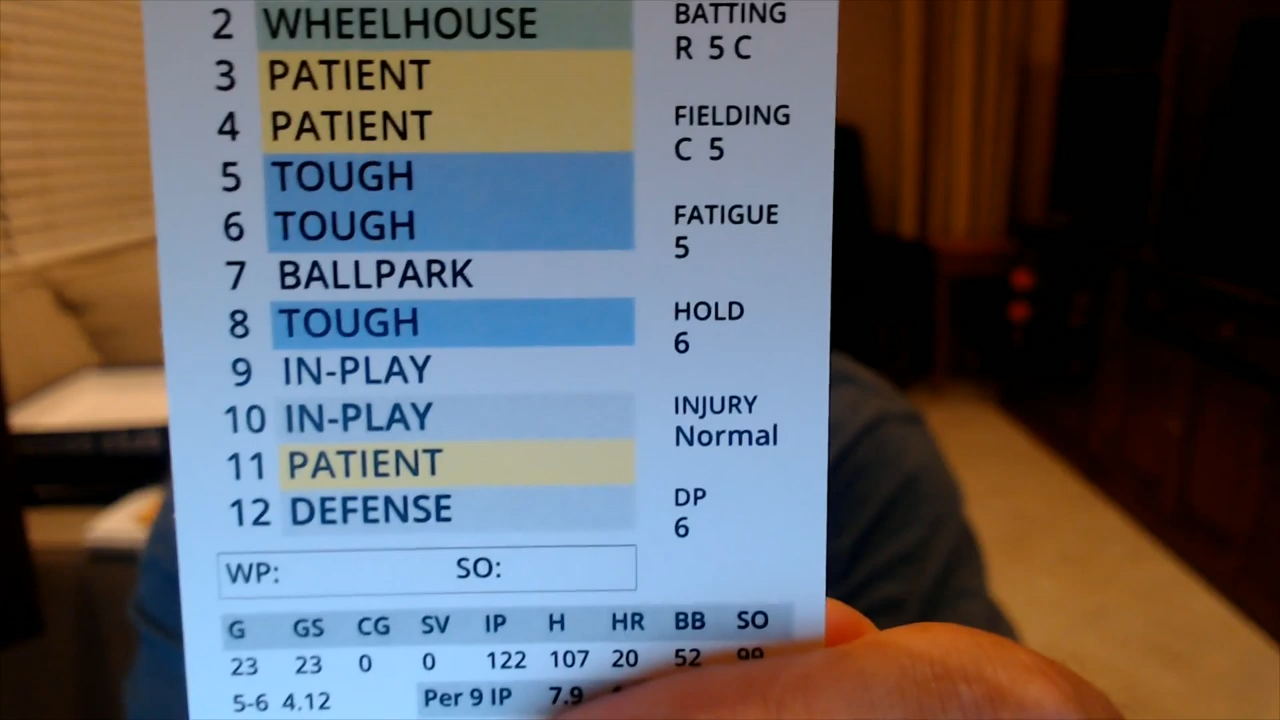 2 WHEELHOUSE
3 PATIENT
4 PATIENT
5 TOUGH
6 TOUGH
7 BALLPARK
8 TOUGH
9 IN-PLAY
10 IN-PLAY
11 PATIENT
12 DEFENSE
BATTING
R 5 C
FIELDING
C 5
FATIGUE
5
HOLD
6
INJURY
Normal
DP
6
WP: SO:
G GS CG SV IP H HR BB SO
23 23 0 0 122 107 20 52
5-6 4.12 Per 9 IP 7.9